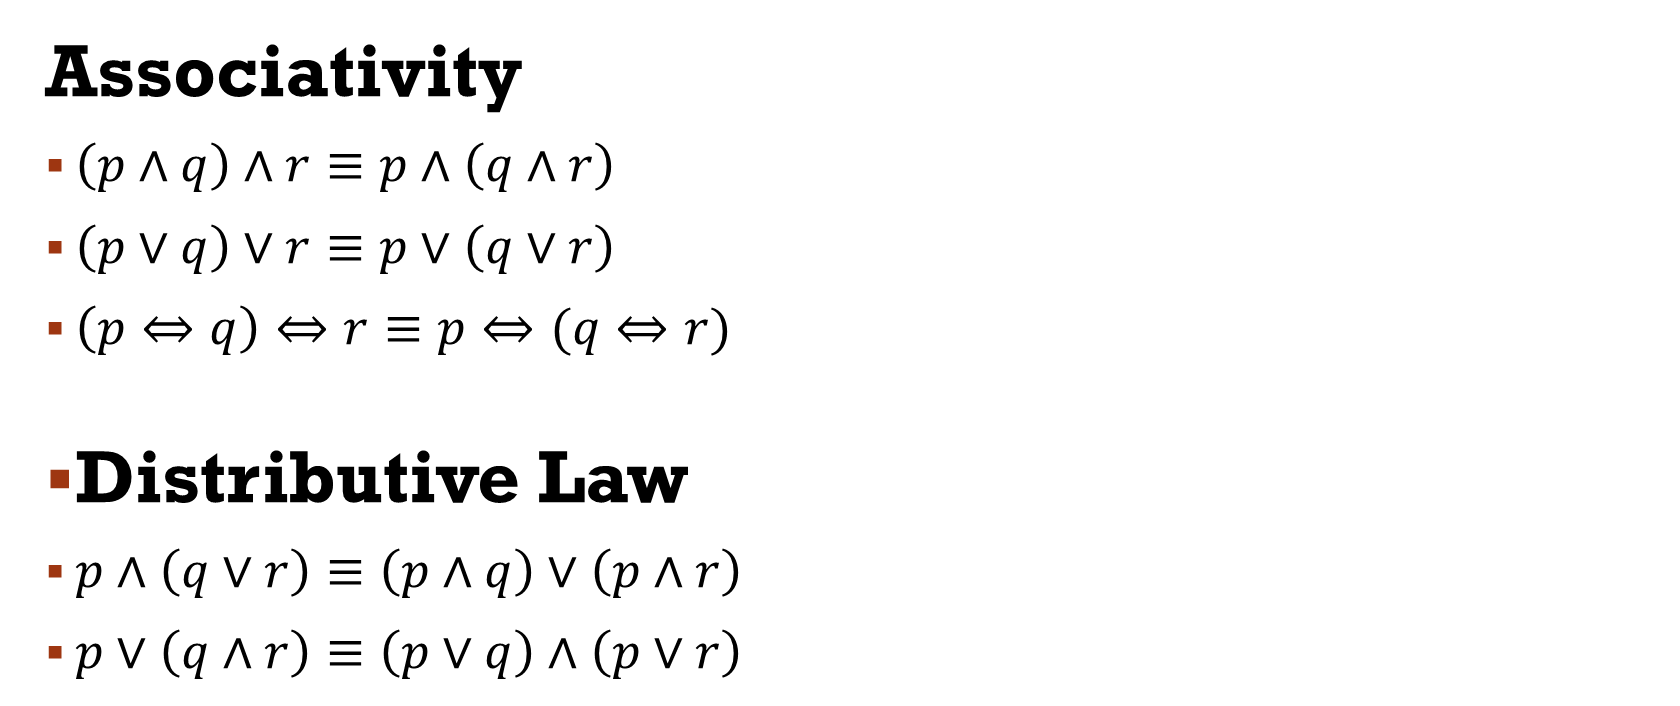 Associativity
▪ (p ∧ q) ∧ r ≡ p ∧ (q ∧ r)
▪ (p ∨ q) ∨ r ≡ p ∨ (q ∨ r)
▪ (p ⇔ q) ⇔ r ≡ p ⇔ (q ⇔ r)
▪ Distributive Law
▪ p ∧ (q ∨ r) ≡ (p ∧ q) ∨ (p ∧ r)
▪ p ∨ (q ∧ r) ≡ (p ∨ q) ∧ (p ∨ r)